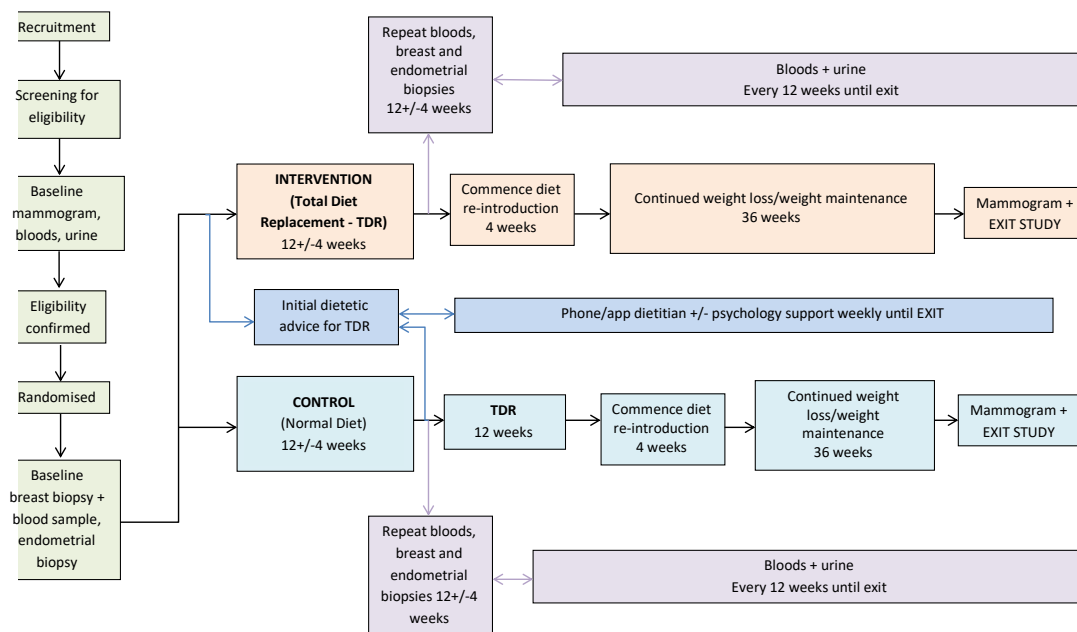 Recruitment
Screening for
eligibility
Baseline
mammogram,
bloods, urine
Eligibility
confirmed
Randomised
Baseline
breast biopsy +
blood sample,
endometrial
biopsy
Repeat bloods,
breast and
endometrial
biopsies
12+/-4 weeks
Bloods + urine
Every 12 weeks until exit
INTERVENTION
(Total Diet
Replacement - TDR)
12+/-4 weeks
Commence diet
re-introduction
4 weeks
Continued weight loss/weight maintenance
36 weeks
Mammogram +
EXIT STUDY
Initial dietetic
advice for TDR
Phone/app dietitian +/- psychology support weekly until EXIT
CONTROL
(Normal Diet)
12+/-4 weeks
TDR
12 weeks
Commence diet
re-introduction
4 weeks
Continued weight
loss/weight
maintenance
36 weeks
Mammogram +
EXIT STUDY
Repeat bloods,
breast and
endometrial
biopsies 12+/-4
weeks
Bloods + urine
Every 12 weeks until exit